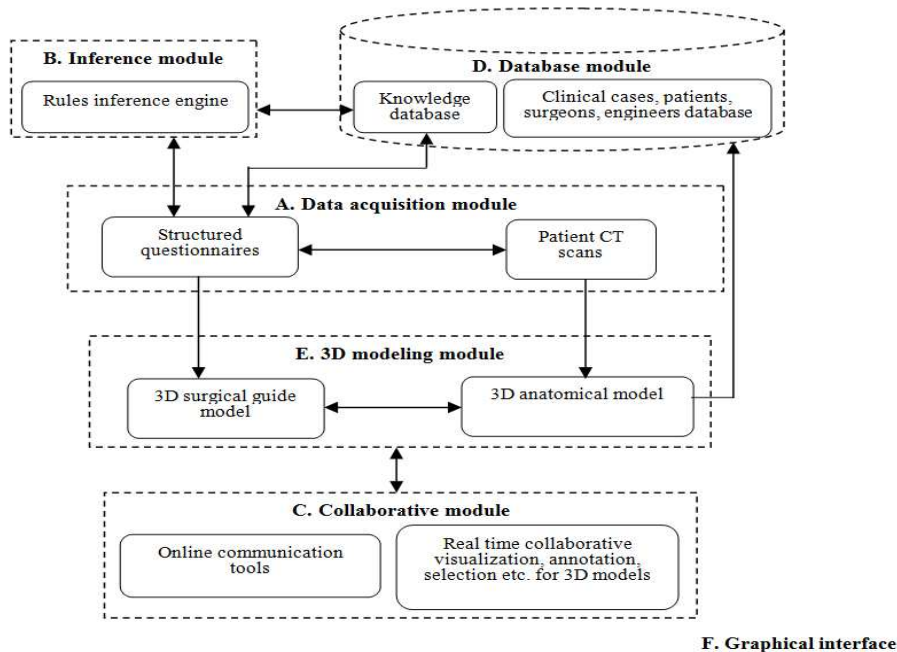 B. Inference module
Rules inference engine
D. Database module
Knowledge
database
Clinical cases, patients,
surgeons, engineers database
A. Data acquisition module
Structured
questionnaires
Patient CT
scans
E. 3D modeling module
3D surgical guide
model
3D anatomical model
C. Collaborative module
Online communication
tools
Real time collaborative
visualization, annotation,
selection etc. for 3D models
F. Graphical interface